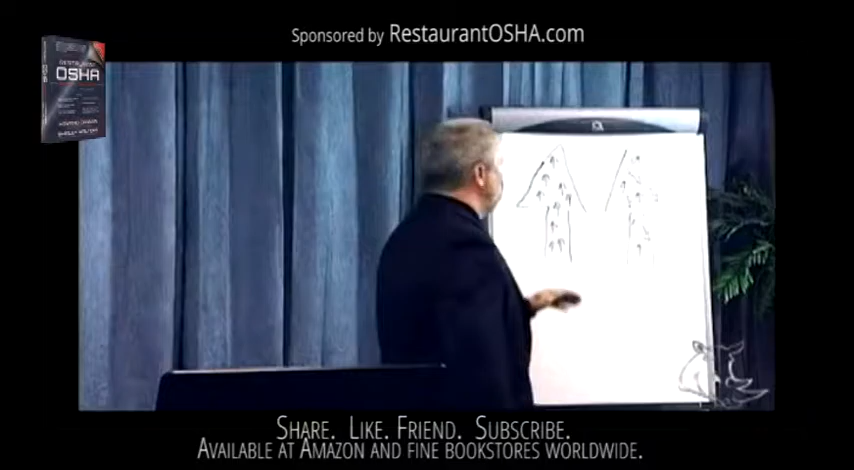 Sponsored by RestaurantOSHA.com
OSHA
Share. Like. Friend. Subscribe.
Available at Amazon and fine bookstores worldwide.